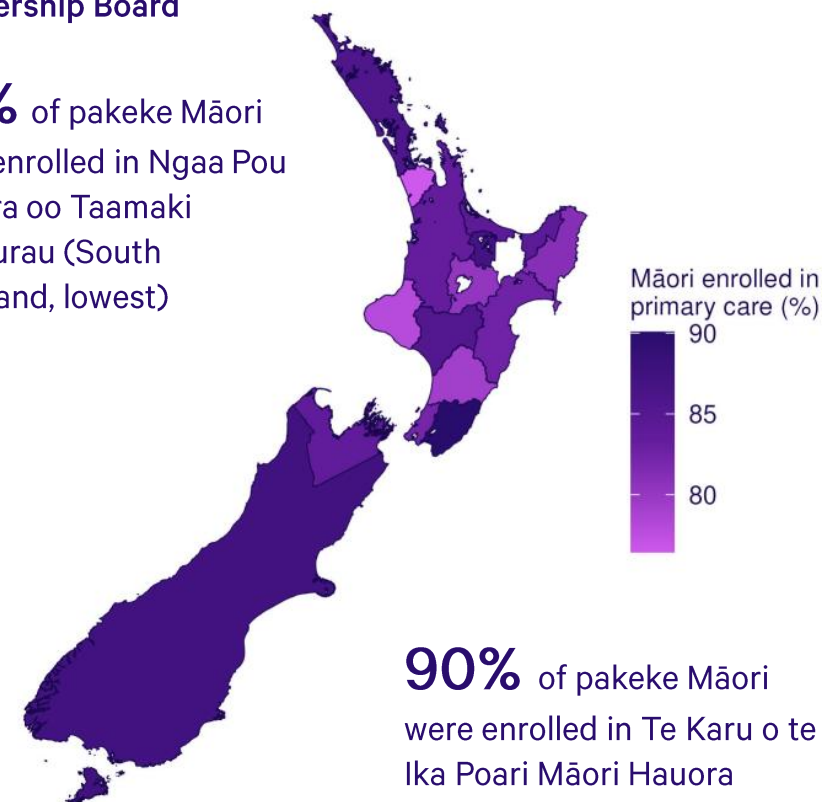 ership Board
% of pakeke Māori
enrolled in Ngaa Pou
ra oo Taamaki
urau (South
and, lowest)
Māori enrolled in
primary care (%)
90
85
80
90% of pakeke Māori
were enrolled in Te Karu o te
Ika Poari Māori Hauora